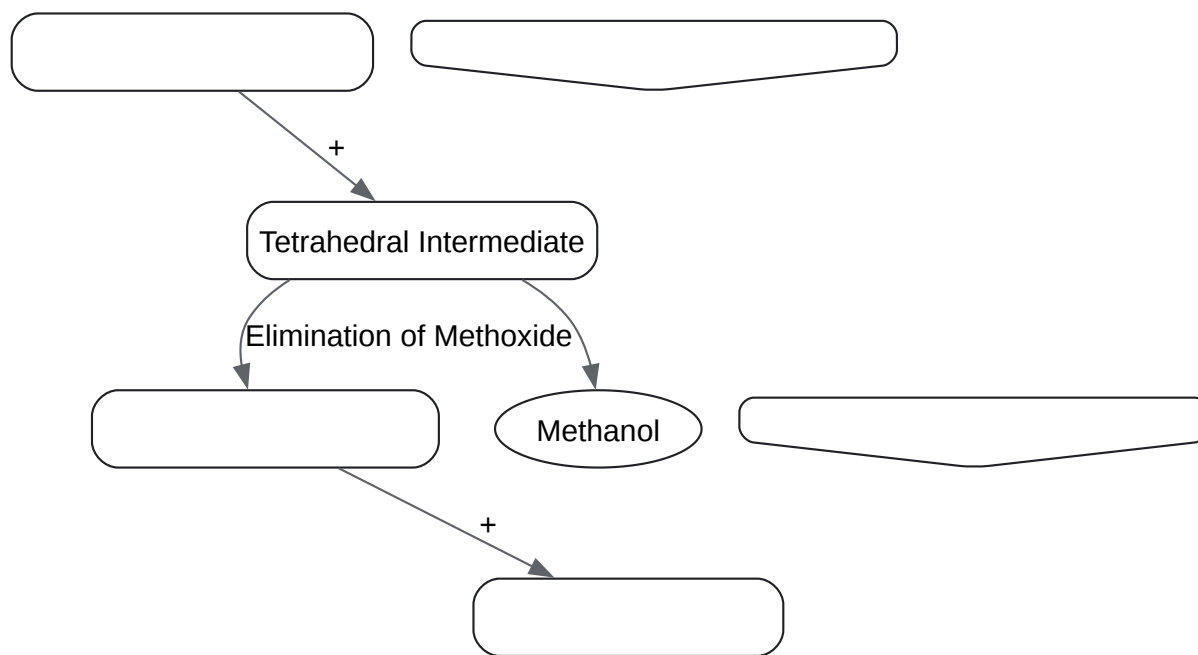 +
Tetrahedral Intermediate
Elimination of Methoxide
Methanol
+